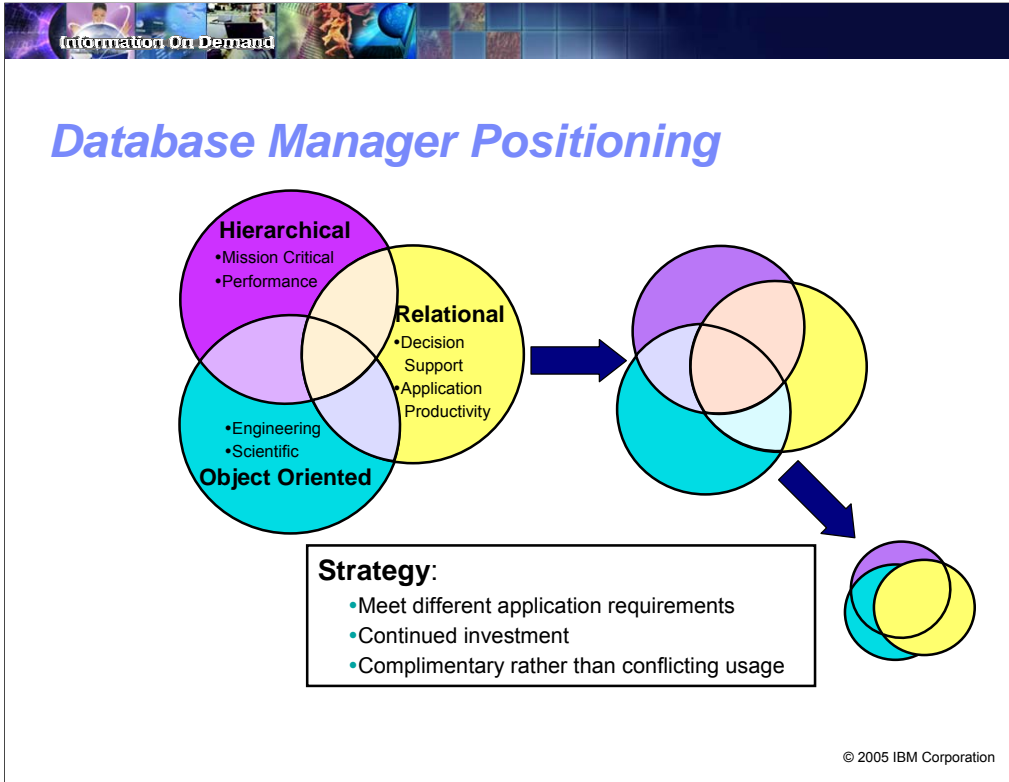 Information On Demand
Database Manager Positioning
Hierarchical
•Mission Critical
•Performance
Relational
•Decision
Support
•Application
Productivity
•Engineering
•Scientific
Object Oriented
Strategy:
•Meet different application requirements
•Continued investment
•Complimentary rather than conflicting usage
© 2005 IBM Corporation